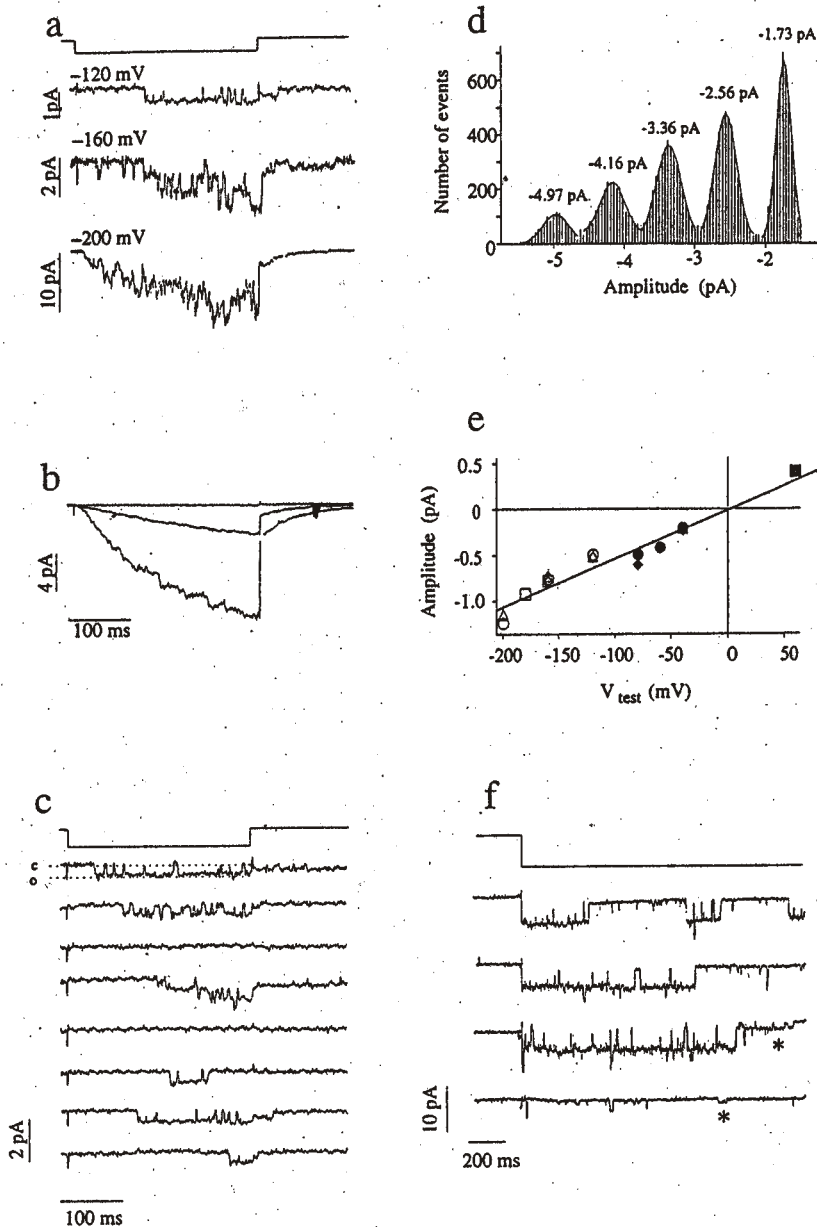 a
−120 mV
1pA
−160 mV
2 pA
−200 mV
10 pA
b
4 pA
100 ms
c
c
o
2 pA
100 ms
d
Number of events
600
400
200
0
-4.97 pA
-4.16 pA
-3.36 pA
-2.56 pA
-1.73 pA
-5 -4 -3 -2
Amplitude (pA)
e
Amplitude (pA)
0.5
0
-0.5
-1.0
-200 -150 -100 -50 0 50
V test (mV)
f
*
*
10 pA
200 ms